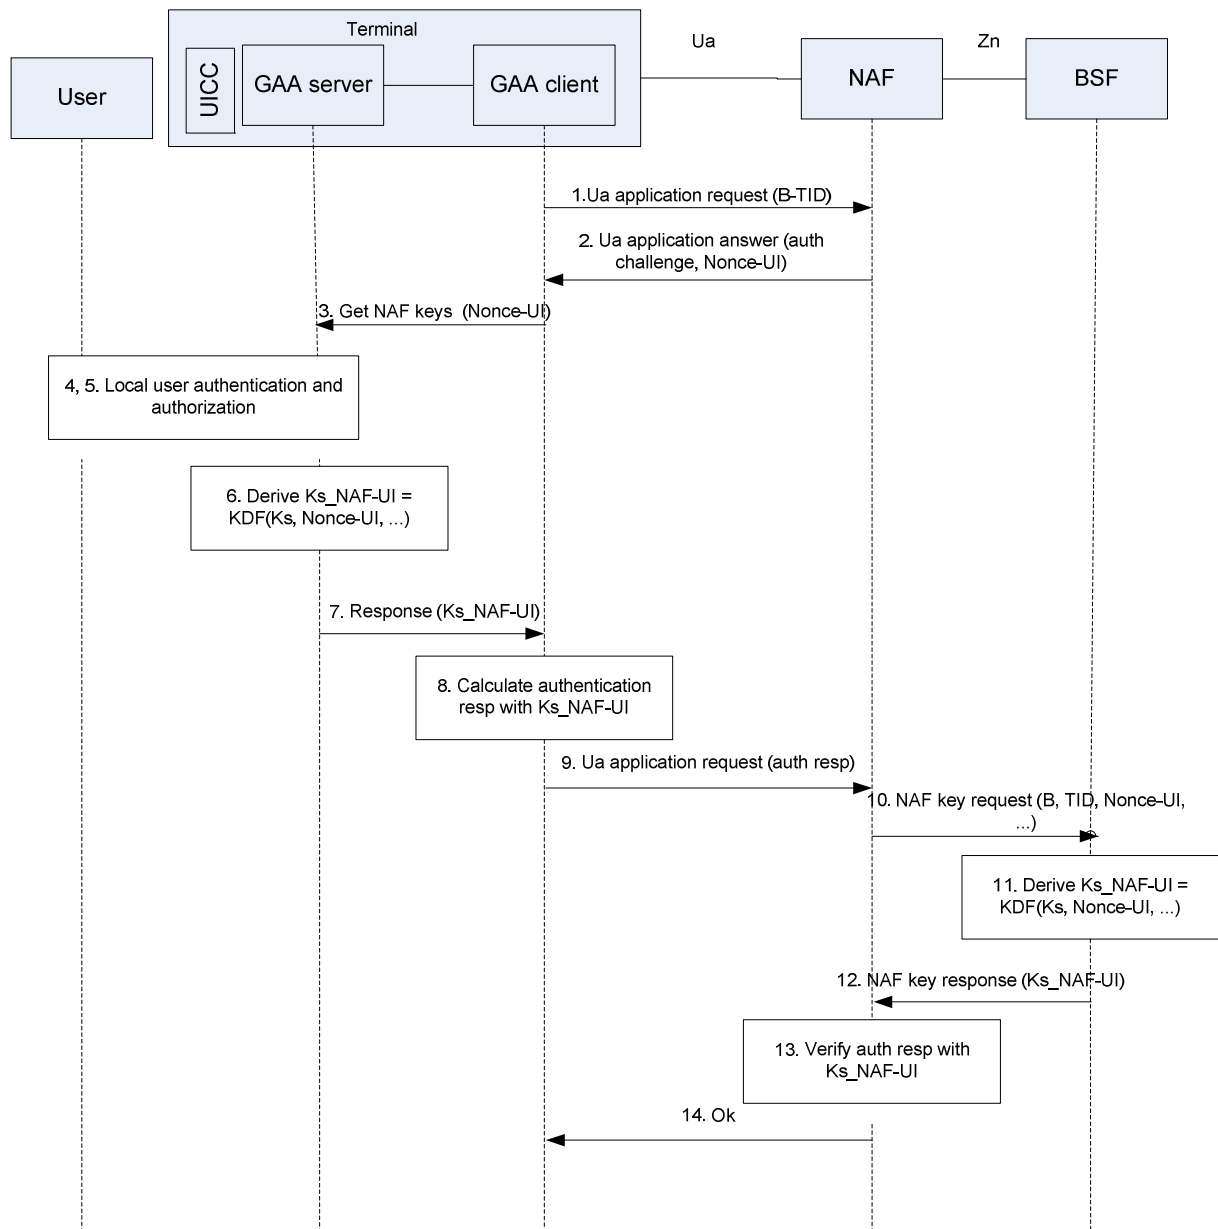 Terminal
Ua
Zn
User
UICC
GAA server
GAA client
NAF
BSF
1.Ua application request (B-TID)
2. Ua application answer (auth
challenge, Nonce-UI)
3. Get NAF keys (Nonce-UI)
4, 5. Local user authentication and
authorization
6. Derive Ks_NAF-UI =
KDF(Ks, Nonce-UI, ...)
7. Response (Ks_NAF-UI)
8. Calculate authentication
resp with Ks_NAF-UI
9. Ua application request (auth resp)
10. NAF key request (B, TID, Nonce-UI,
...)
11. Derive Ks_NAF-UI =
KDF(Ks, Nonce-UI, ...)
12. NAF key response (Ks_NAF-UI)
13. Verify auth resp with
Ks_NAF-UI
14. Ok